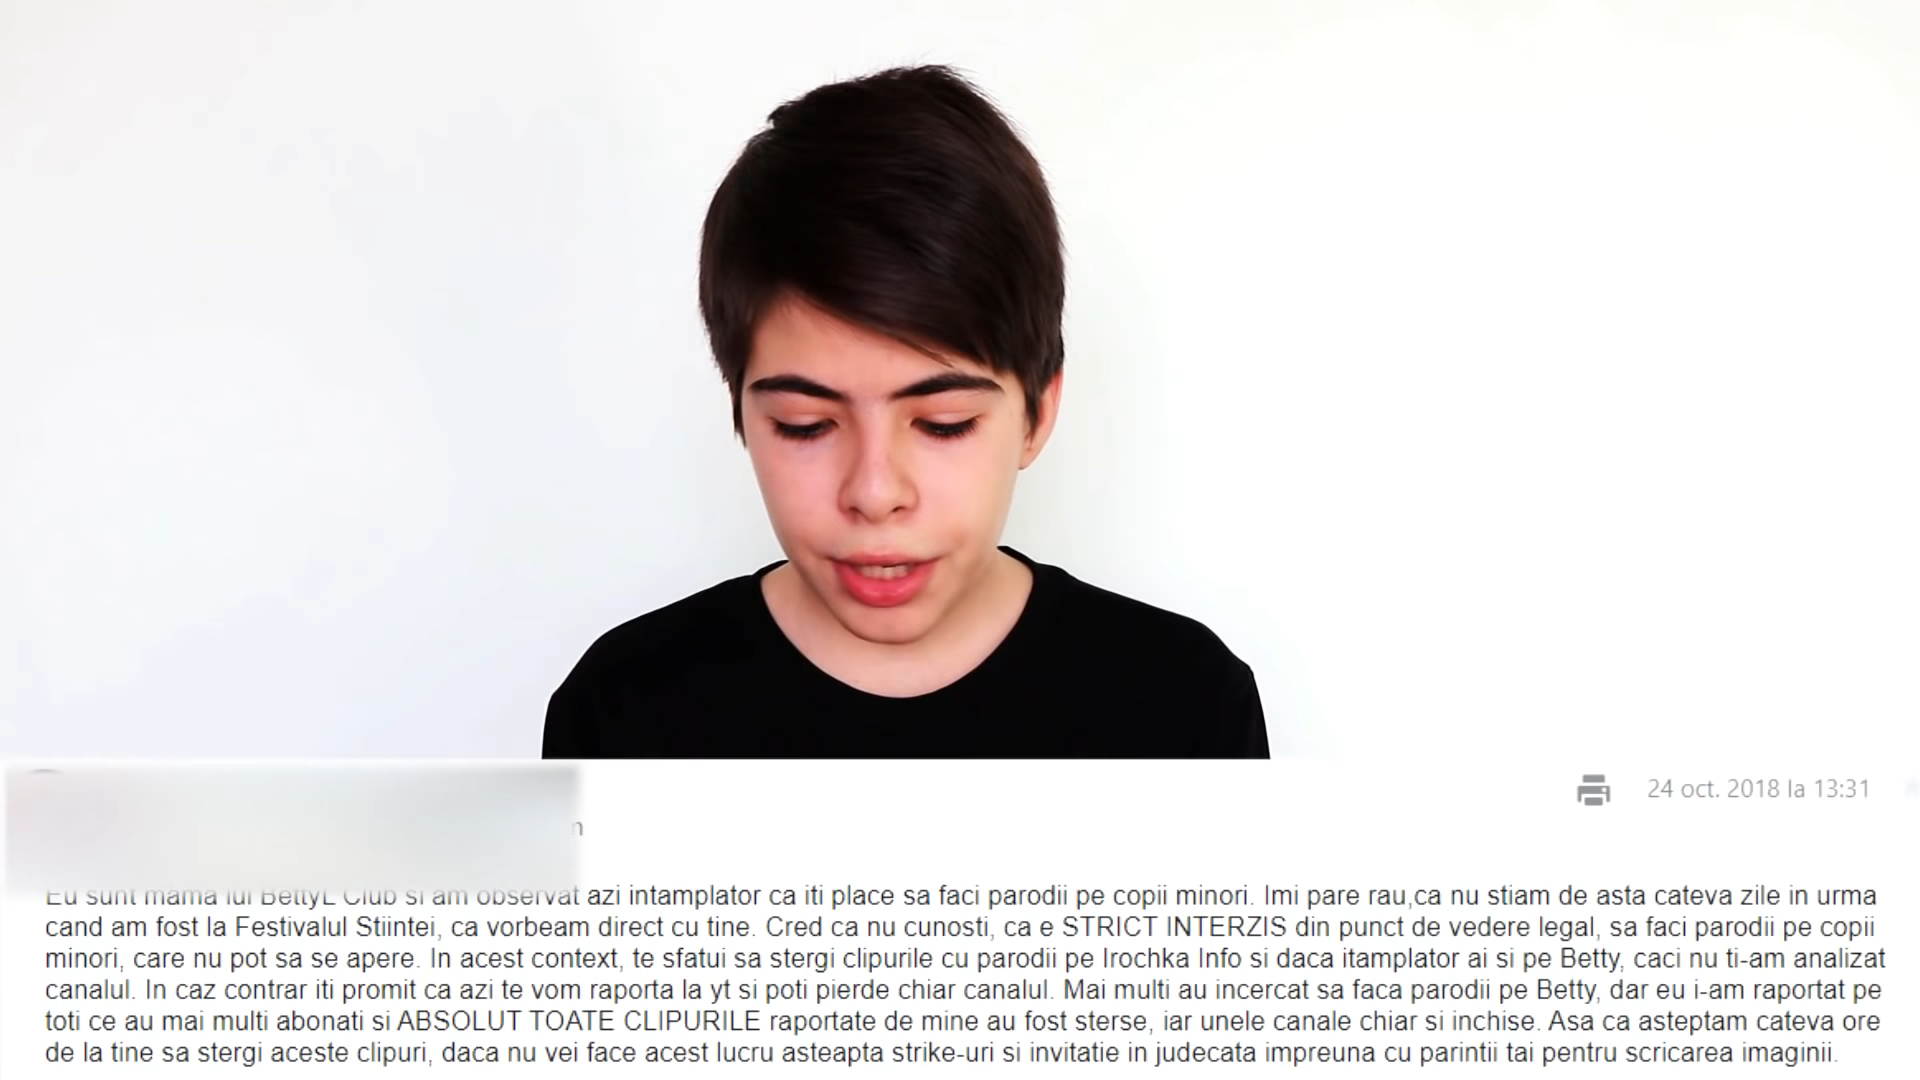 24 oct. 2018 la 13:31
n
Eu sunt mama lui BettyL Club si am observat azi intamplator ca iti place sa faci parodii pe copii minori. Imi pare rau,ca nu stiam de asta cateva zile in urma
cand am fost la Festivalul Stiintei, ca vorbeam direct cu tine. Cred ca nu cunosti, ca e STRICT INTERZIS din punct de vedere legal, sa faci parodii pe copii
minori, care nu pot sa se apere. In acest context, te sfatui sa stergi clipurile cu parodii pe Irochka Info si daca itamplator ai si pe Betty, caci nu ti-am analizat
canalul. In caz contrar iti promit ca azi te vom raporta la yt si poti pierde chiar canalul. Mai multi au incercat sa faca parodii pe Betty, dar eu i-am raportat pe
toti ce au mai multi abonati si ABSOLUT TOATE CLIPURILE raportate de mine au fost sterse, iar unele canale chiar si inchise. Asa ca asteptam cateva ore
de la tine sa stergi aceste clipuri, daca nu vei face acest lucru asteapta strike-uri si invitatie in judecata impreuna cu parintii tai pentru scricarea imaginii.